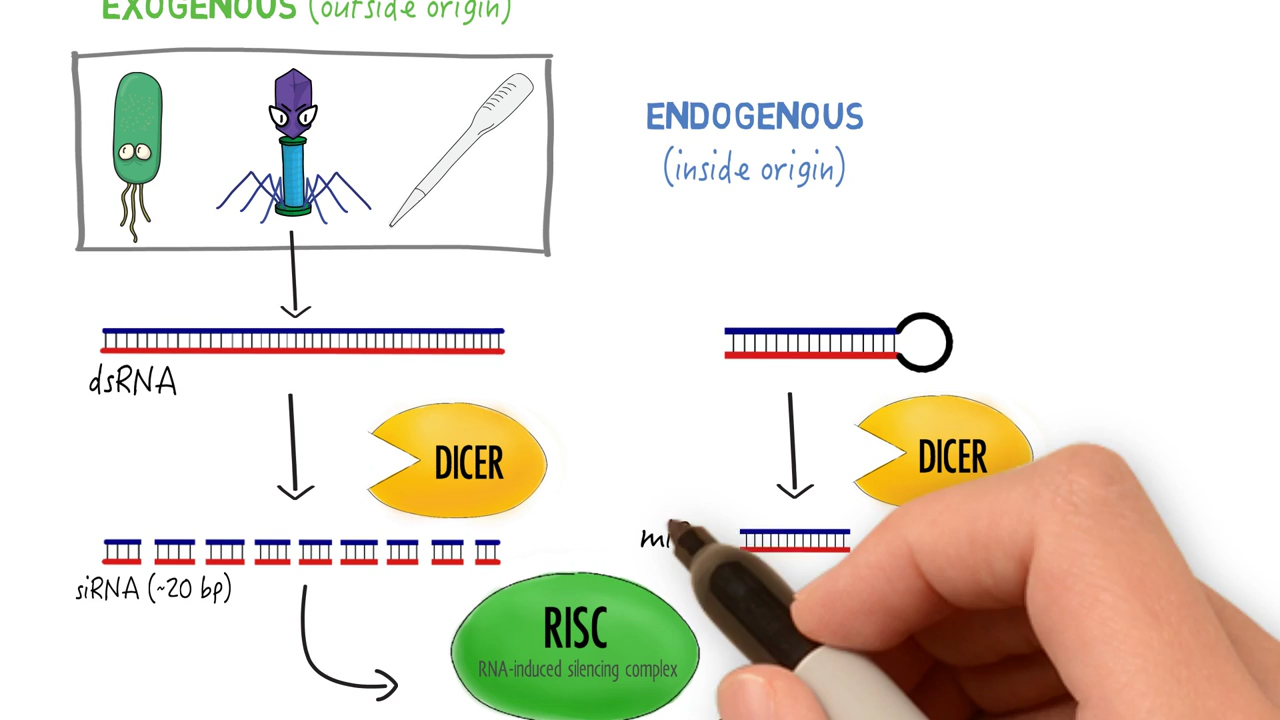 EXOGENOUS (outside origin)
ENDOGENOUS
(inside origin)
dsRNA
DICER
DICER
siRNA (~20 bp)
RISC
RNA-induced silencing complex